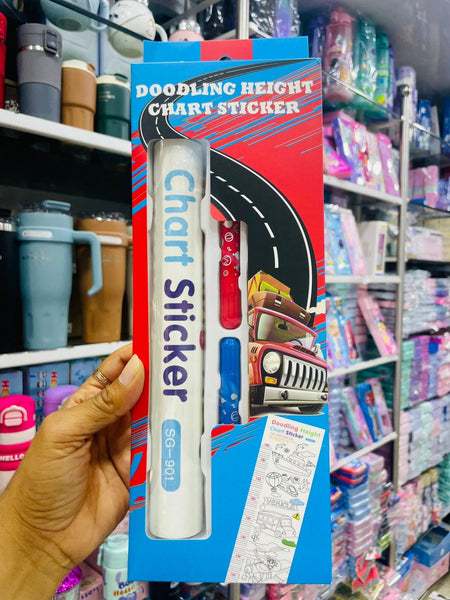 DOODLING HEIGHT
CHART STICKER
Chart Sticker
SG-901
Doodling Height
Chart Sticker
HELLO